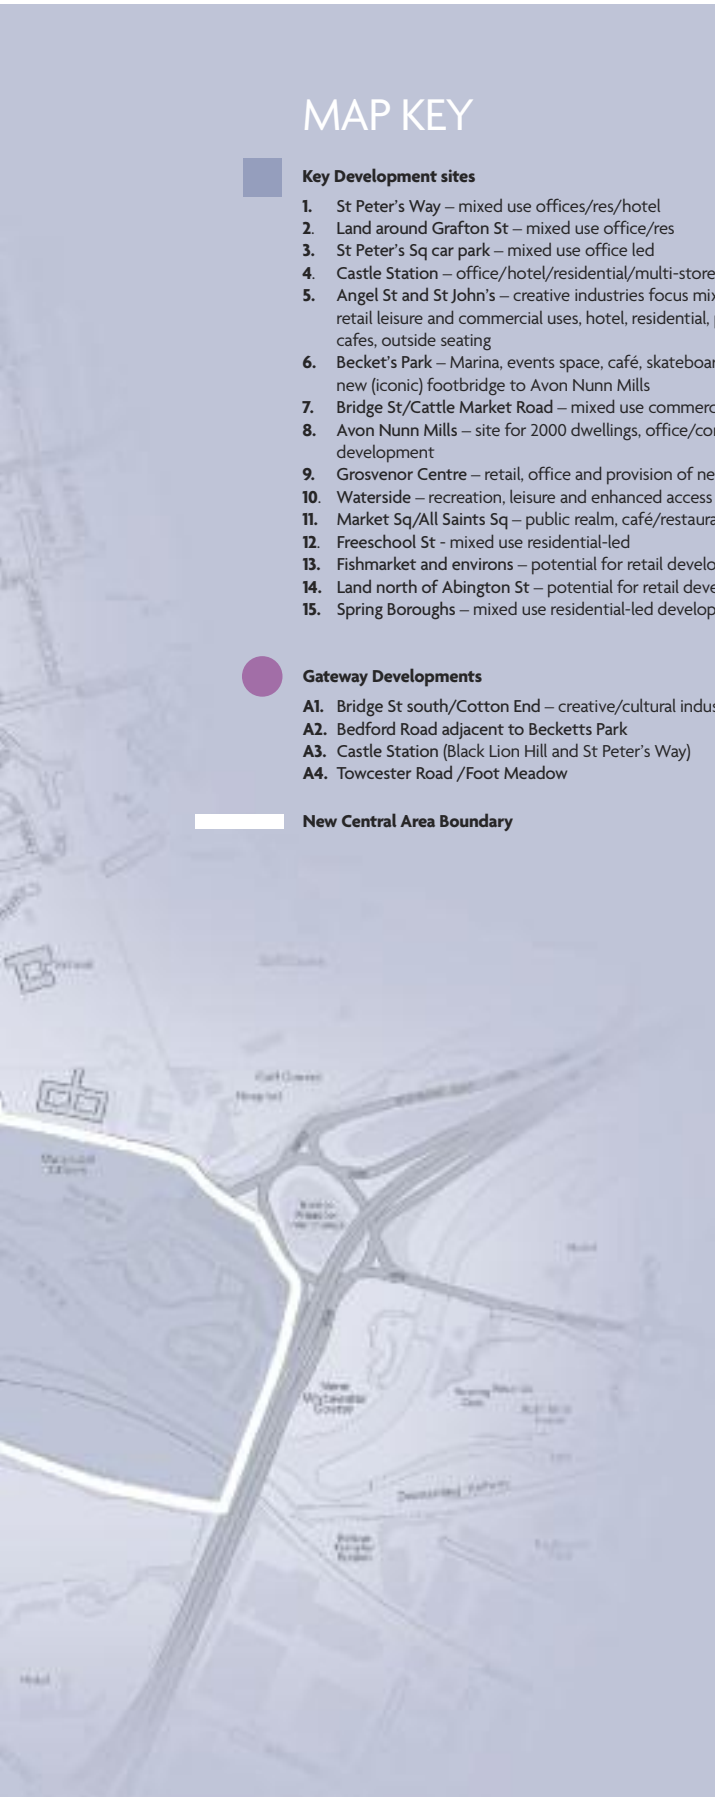 MAP KEY
Key Development sites
1. St Peter's Way – mixed use offices/res/hotel
2. Land around Grafton St – mixed use office/res
3. St Peter's Sq car park – mixed use office led
4. Castle Station – office/hotel/residential/multi-store
5. Angel St and St John's – creative industries focus mix
retail leisure and commercial uses, hotel, residential,
cafes, outside seating
6. Becket's Park – Marina, events space, café, skateboar
new (iconic) footbridge to Avon Nunn Mills
7. Bridge St/Cattle Market Road – mixed use commerc
8. Avon Nunn Mills – site for 2000 dwellings, office/co
development
9. Grosvenor Centre – retail, office and provision of ne
10. Waterside – recreation, leisure and enhanced access
11. Market Sq/All Saints Sq – public realm, café/restaura
12. Freeschool St - mixed use residential-led
13. Fishmarket and environs – potential for retail develo
14. Land north of Abington St – potential for retail deve
15. Spring Boroughs – mixed use residential-led develop
Gateway Developments
A1. Bridge St south/Cotton End – creative/cultural indus
A2. Bedford Road adjacent to Becketts Park
A3. Castle Station (Black Lion Hill and St Peter's Way)
A4. Towcester Road /Foot Meadow
New Central Area Boundary
Hospital
Hotel